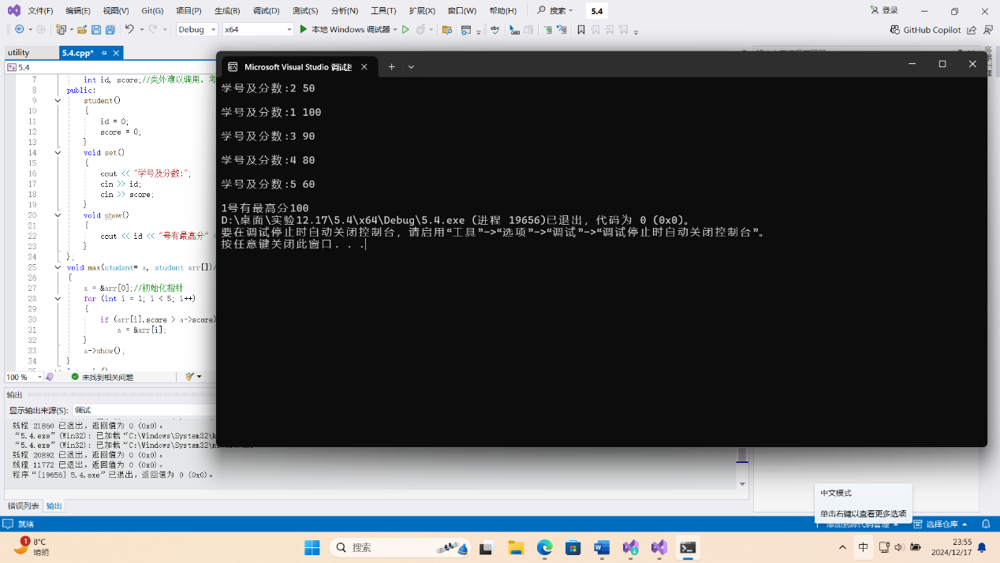 文件(F) 编辑(E) 视图(V) Git(G) 项目(P) 生成(B) 调试(D) 测试(S) 分析(N) 工具(T) 扩展(X) 窗口(W) 帮助(H) 搜索 5.4 登录
Debug x64 本地 Windows 调试器 GitHub Copilot
utility 5.4.cpp*
5.4
Microsoft Visual Studio 调试
学号及分数:2 50
学号及分数:1 100
学号及分数:3 90
学号及分数:4 80
学号及分数:5 60
1号有最高分100
D:\桌面\实验12.17\5.4\x64\Debug\5.4.exe (进程 19656)已退出，代码为 0 (0x0)。
要在调试停止时自动关闭控制台，请启用“工具”->“选项”->“调试”->“调试停止时自动关闭控制台”。
按任意键关闭此窗口. . .
7 int id, score;//类外难以调用，考
8 public:
9 student()
10 {
11 id = 0;
12 score = 0;
13 }
14 void set()
15 {
16 cout << "学号及分数:";
17 cin >> id;
18 cin >> score;
19 }
20 void show()
21 {
22 cout << id << "号有最高分" <
23 }
24 };
25 void max(student* a, student arr[])/
26 {
27 a = &arr[0];//初始化指针
28 for (int i = 1; i < 5; i++)
29 {
30 if (arr[i].score > a->score)
31 a = &arr[i];
32 }
33 a->show();
34 }
100 % 未找到相关问题
输出
显示输出来源(S): 调试
线程 21860 已退出，返回值为 0 (0x0)。
“5.4.exe”(Win32): 已加载“C:\Windows\System32\
“5.4.exe”(Win32): 已加载“C:\Windows\System32\
线程 20892 已退出，返回值为 0 (0x0)。
线程 11772 已退出，返回值为 0 (0x0)。
程序“[19656] 5.4.exe”已退出，返回值为 0 (0x0)。
错误列表 输出
中文模式
单击右键以查看更多选项
就绪 添加到源代码管理 选择仓库
1 8°C
晴朗
搜索
中
23:55
2024/12/17